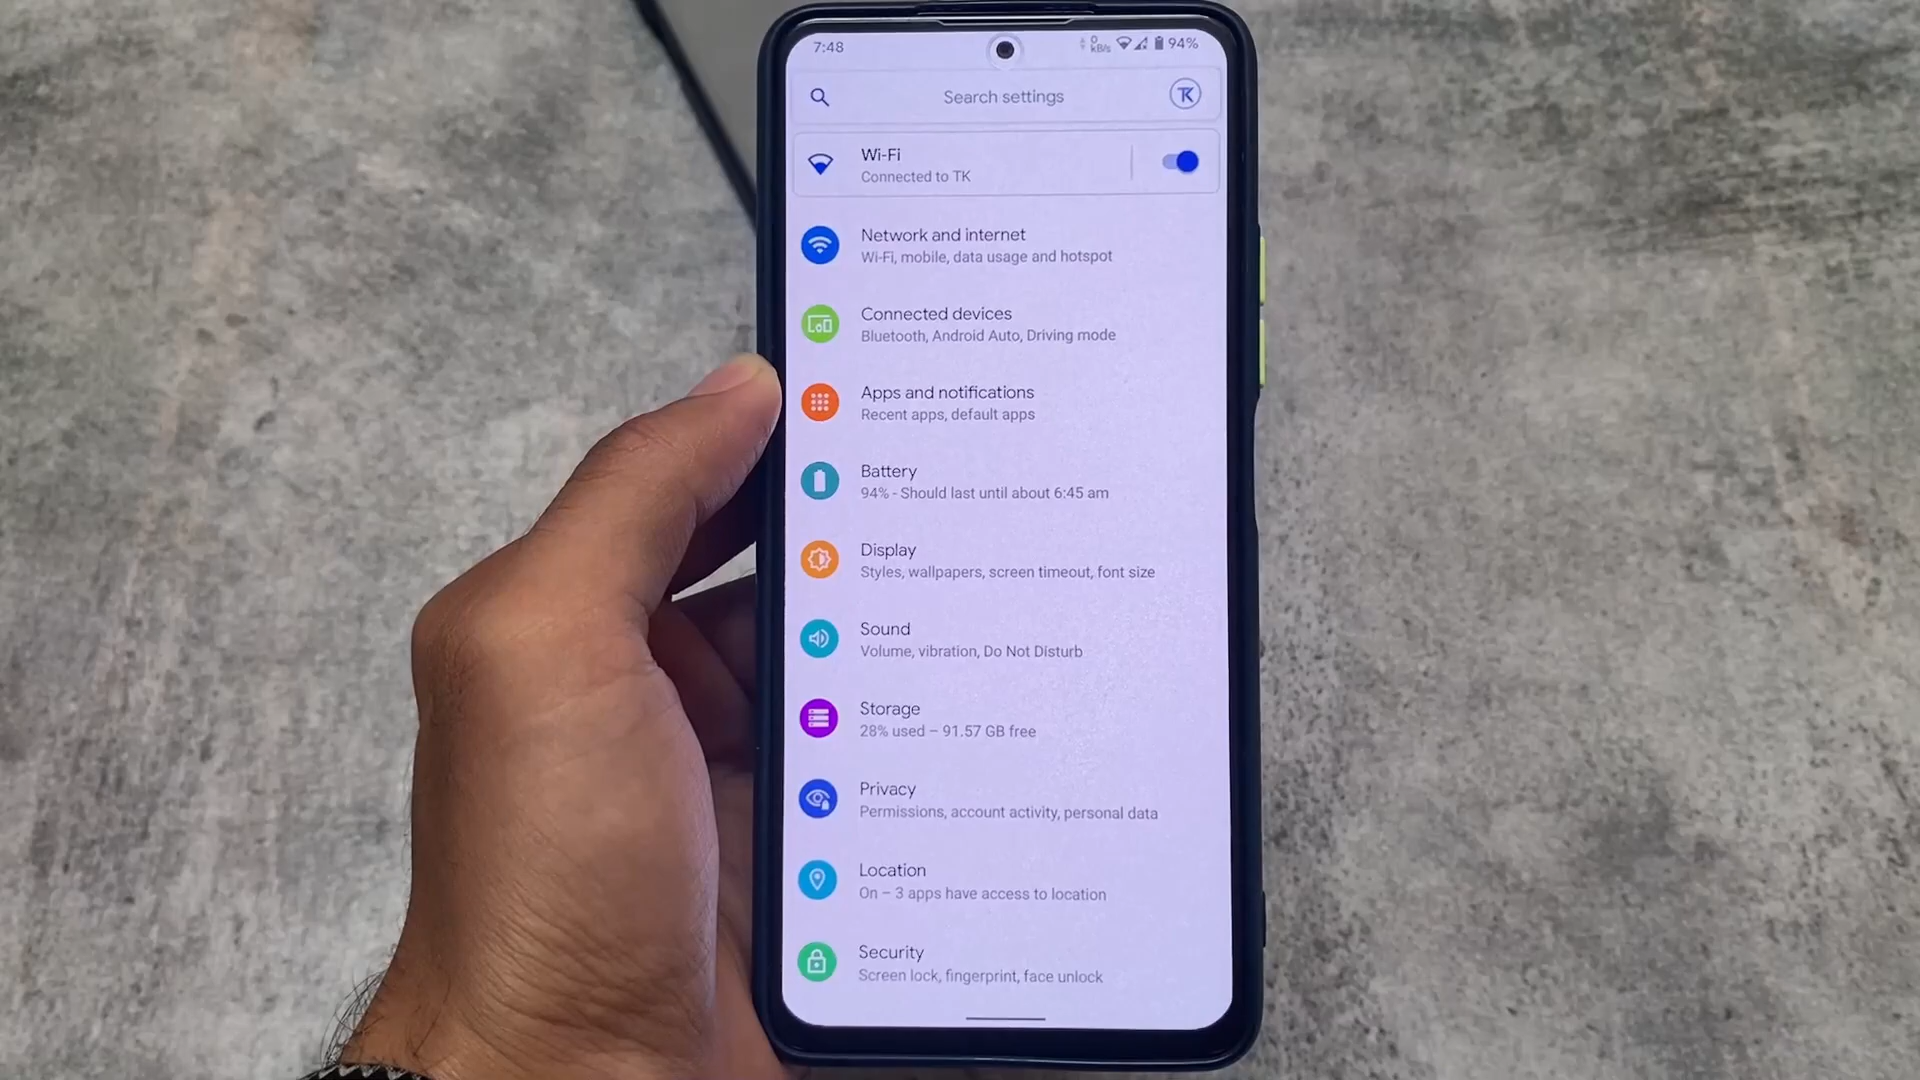 7:48
0 kB/s 94%
Search settings
TK
Wi-Fi
Connected to TK
Network and internet
Wi-Fi, mobile, data usage and hotspot
Connected devices
Bluetooth, Android Auto, Driving mode
Apps and notifications
Recent apps, default apps
Battery
94% - Should last until about 6:45 am
Display
Styles, wallpapers, screen timeout, font size
Sound
Volume, vibration, Do Not Disturb
Storage
28% used – 91.57 GB free
Privacy
Permissions, account activity, personal data
Location
On – 3 apps have access to location
Security
Screen lock, fingerprint, face unlock